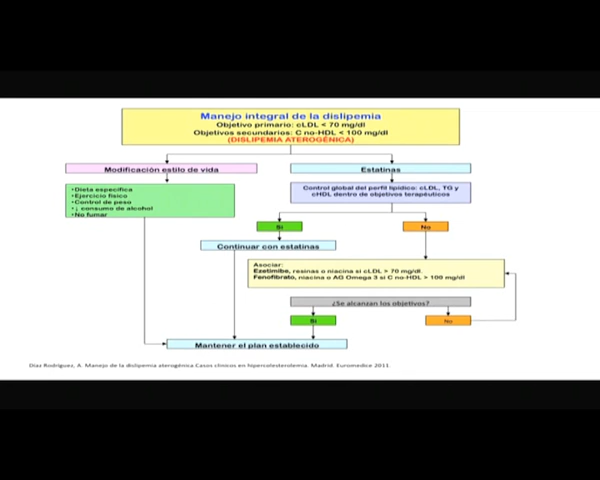 Manejo integral de la dislipemia
Objetivo primario: cLDL < 70 mg/dl
Objetivos secundarios: C no-HDL < 100 mg/dl
(DISLIPEMIA ATEROGÉNICA)
Modificación estilo de vida
Estatinas
•Dieta específica
•Ejercicio físico
•Control de peso
•↓ consumo de alcohol
•No fumar
Control global del perfil lipídico: cLDL, TG y
cHDL dentro de objetivos terapéuticos
Si
No
Continuar con estatinas
Asociar:
Ezetimibe, resinas o niacina si cLDL > 70 mg/dl.
Fenofibrato, niacina o AG Omega 3 si C no-HDL > 100 mg/dl
¿Se alcanzan los objetivos?
Si
No
Mantener el plan establecido
Díaz Rodríguez, A. Manejo de la dislipemia aterogénica.Casos clínicos en hipercolesterolemia. Madrid. Euromedice 2011.